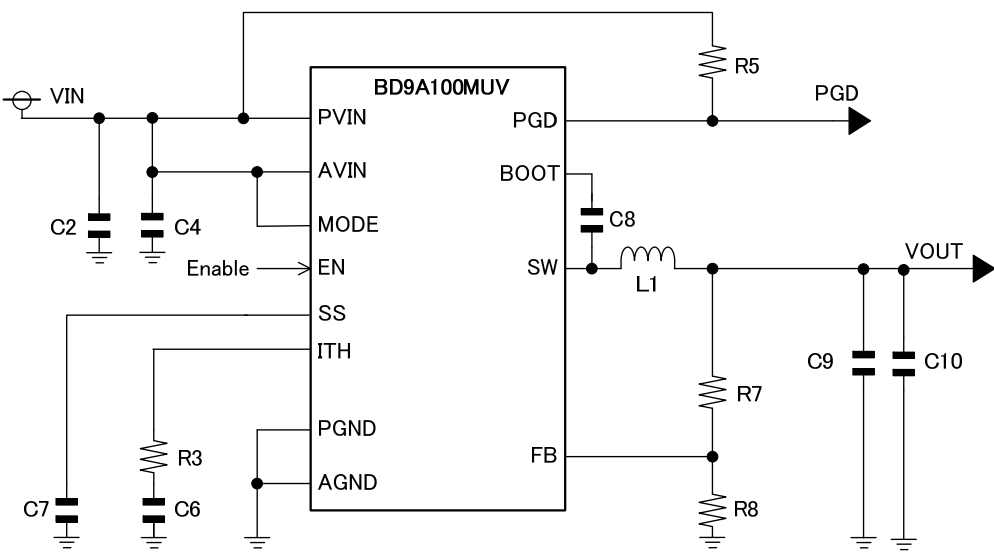 BD9A100MUV
R5
VIN
PVIN
PGD
PGD
AVIN
BOOT
C2
C4
MODE
C8
Enable
EN
SW
L1
VOUT
SS
ITH
C9
C10
R7
PGND
R3
FB
AGND
C7
C6
R8